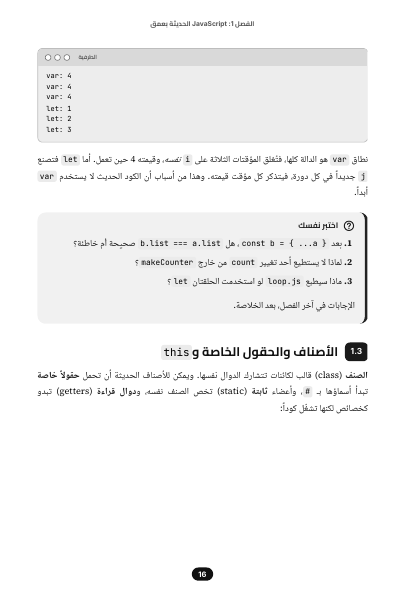 الفصل 1: JavaScript الحديثة بعمق
الطرفية
var: 4
var: 4
var: 4
let: 1
let: 2
let: 3
نطاق var هو الدالة كلها، فتُغلق المؤقتات الثلاثة على i نفسه، وقيمته 4 حين تعمل. أما let فتصنع
j جديداً في كل دورة، فيتذكر كل مؤقت قيمته. وهذا من أسباب أن الكود الحديث لا يستخدم var
أبداً.
اختبر نفسك
1. بعد const b = { ...a }، هل b.list === a.list صحيحة أم خاطئة؟
2. لماذا لا يستطيع أحد تغيير count من خارج makeCounter؟
3. ماذا سيطبع loop.js لو استخدمت الحلقتان let؟
الإجابات في آخر الفصل، بعد الخلاصة.
1.3 الأصناف والحقول الخاصة و this
الصنف (class) قالب لكائنات تتشارك الدوال نفسها. ويمكن للأصناف الحديثة أن تحمل حقولاً خاصة
تبدأ أسماؤها بـ #، وأعضاء ثابتة (static) تخص الصنف نفسه، ودوال قراءة (getters) تبدو
كخصائص لكنها تشغّل كوداً:
16